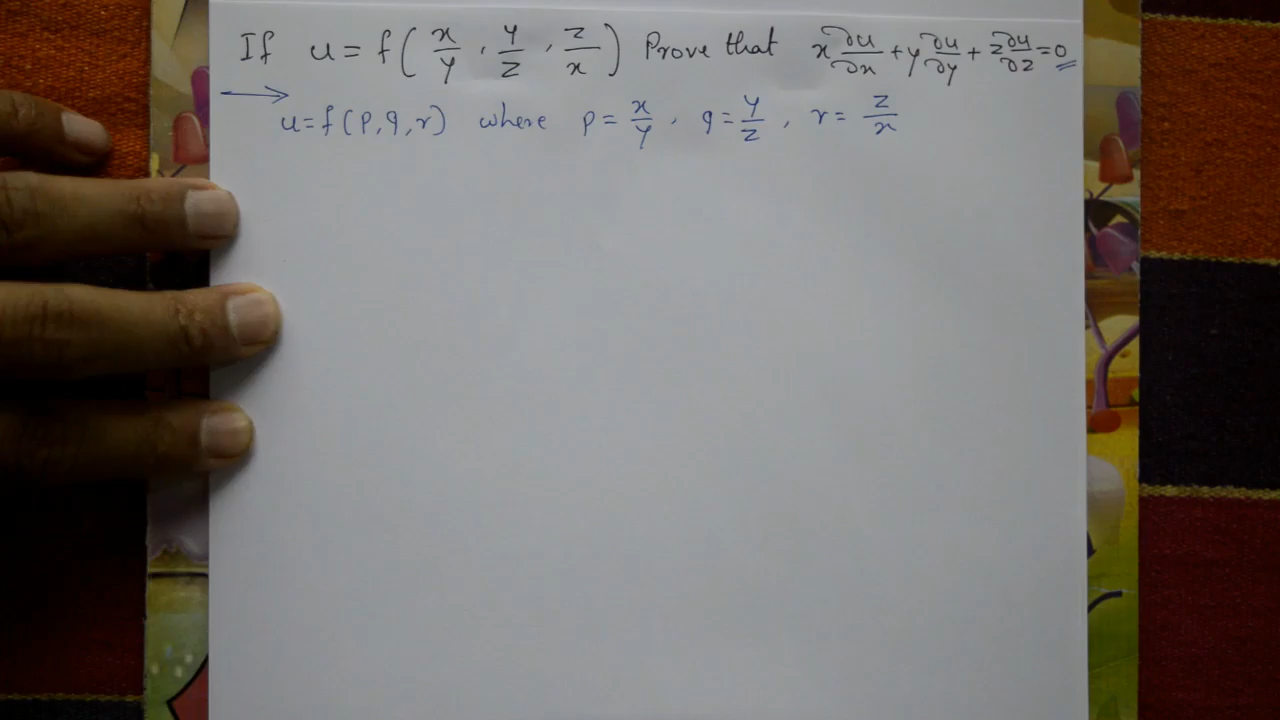 If u = f(x/y, y/z, z/x) Prove that x ∂u/∂x + y ∂u/∂y + z ∂u/∂z = 0
→ u = f(p, q, r) where p = x/y, q = y/z, r = z/x